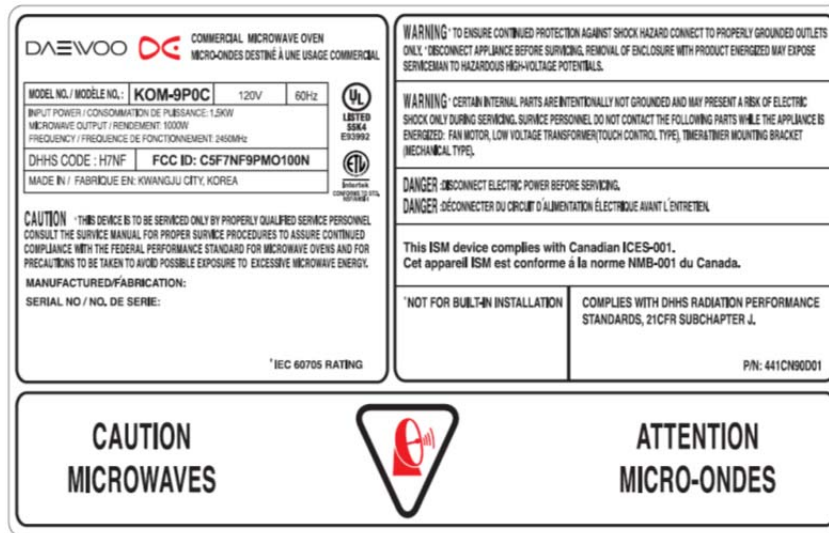 DAEWOO
COMMERCIAL MICROWAVE OVEN
MICRO-ONDES DESTINÉ À UNE USAGE COMMERCIAL
MODEL NO. / MODÈLE NO, : KOM-9P0C 120V 60Hz
INPUT POWER / CONSOMMATION DE PUISSANCE: 1,5KW
MICROWAVE OUTPUT / RENDEMENT: 1000W
FREQUENCY / FREQUENCE DE FONCTIONNEMENT: 2450MHz
DHHS CODE : H7NF FCC ID: C5F7NF9PMO100N
MADE IN / FABRIQUE EN: KWANGJU CITY, KOREA
UL
LISTED
55K4
E93992
ETL
Intertek
CAUTION * THIS DEVICE IS TO BE SERVICED ONLY BY PROPERLY QUALIFIED SERVICE PERSONNEL
CONSULT THE SERVICE MANUAL FOR PROPER SERVICE PROCEDURES TO ASSURE CONTINUED
COMPLIANCE WITH THE FEDERAL PERFORMANCE STANDARD FOR MICROWAVE OVENS AND FOR
PRECAUTIONS TO BE TAKEN TO AVOID POSSIBLE EXPOSURE TO EXCESSIVE MICROWAVE ENERGY.
MANUFACTURED/FABRICATION:
SERIAL NO / NO. DE SERIE:
*IEC 60705 RATING
WARNING * TO ENSURE CONTINUED PROTECTION AGAINST SHOCK HAZARD CONNECT TO PROPERLY GROUNDED OUTLETS
ONLY. * DISCONNECT APPLIANCE BEFORE SURVICING, REMOVAL OF ENCLOSURE WITH PRODUCT ENERGIZED MAY EXPOSE
SERVICEMAN TO HAZARDOUS HIGH-VOLTAGE POTENTIALS.
WARNING * CERTAIN INTERNAL PARTS ARE INTENTIONALLY NOT GROUNDED AND MAY PRESENT A RISK OF ELECTRIC
SHOCK ONLY DURING SERVICING. SURVICE PERSONNEL DO NOT CONTACT THE FOLLOWING PARTS WHILE THE APPLIANCE IS
ENERGIZED: FAN MOTOR, LOW VOLTAGE TRANSFORMER(TOUCH CONTROL TYPE), TIMER&TIMER MOUNTING BRACKET
(MECHANICAL TYPE).
DANGER :DISCONNECT ELECTRIC POWER BEFORE SERVICING.
DANGER :DÉCONNECTER DU CIRCUIT D'ALIMENTATION ÉLECTRIQUE AVANT L'ENTRETIEN.
This ISM device complies with Canadian ICES-001.
Cet appareil ISM est conforme á la norme NMB-001 du Canada.
*NOT FOR BUILT-IN INSTALLATION
COMPLIES WITH DHHS RADIATION PERFORMANCE
STANDARDS, 21CFR SUBCHAPTER J.
P/N: 441CN90D01
CAUTION
MICROWAVES
ATTENTION
MICRO-ONDES